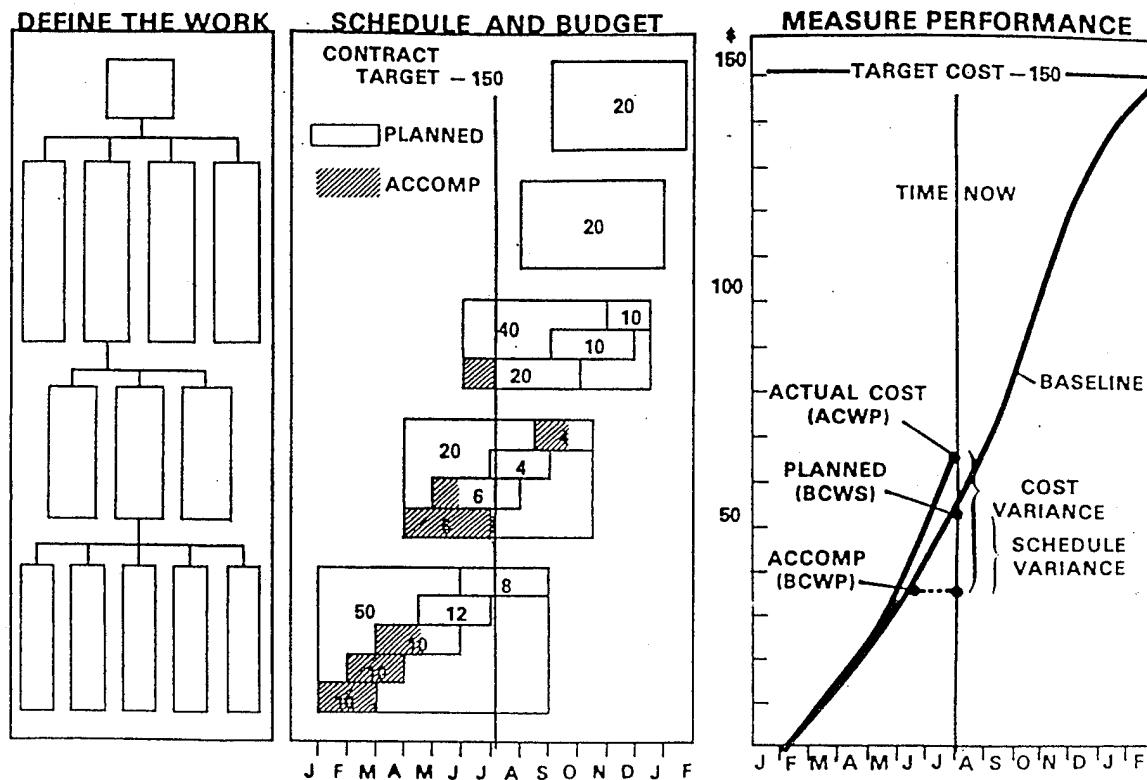 DEFINE THE WORK
SCHEDULE AND BUDGET
CONTRACT
TARGET – 150
PLANNED
ACCOMP
20
20
40
10
10
20
20
4
4
6
6
8
50
12
10
10
10
J F M A M J J A S O N D J F
MEASURE PERFORMANCE
$
150
TARGET COST – 150
TIME NOW
100
BASELINE
ACTUAL COST
(ACWP)
PLANNED
(BCWS)
50
COST
VARIANCE
SCHEDULE
VARIANCE
ACCOMP
(BCWP)
J F M A M J J A S O N D J F